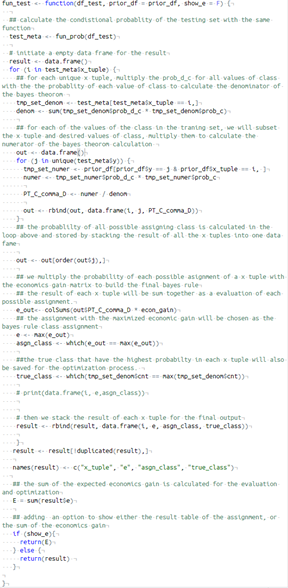 fun_test <- function(df_test, prior_df = prior_df, show_e = F) {
## calculate the condistional probablity of the testing set with the same
function
test_meta <- fun_prob(df_test)
# initiate a empty data frame for the result
result <- data.frame()
for (i in test_meta$x_tuple) {
## for each unique x tuple, multiply the prob_d_c for all values of class
with the the probablity of each value of class to calculate the denominator of
the bayes theorom
tmp_set_denom <- test_meta[test_meta$x_tuple == i,]
denom <- sum(tmp_set_denom$prob_d_c * tmp_set_denom$prob_c)
## for each of the values of the class in the traning set, we will subset
the x tuple and desired values of class, multiply them to calculate the
numerator of the bayes theorom equation
out <- data.frame()
for (j in unique(test_meta$y)) {
tmp_set_numer <- prior_df[prior_df$y == j & prior_df$x_tuple == i, ]
numer <- tmp_set_numer$prob_d_c * tmp_set_numer$prob_c
PT_C_comma_D <- numer / denom
out <- rbind(out, data.frame(i, j, PT_C_comma_D))
}
## the probablilty of all possible assigning class is calculated in the
loop above and stored by stacking the result of all the x tuples into one data
fame
out <- out[order(out$j),]
## we multiply the probability of each possible asignment of a x tuple with
the economics gain matrix to build the final bayes rule
## the result of each x tuple will be sum together as a evaluation of each
possible assignment.
e_out<- colSums(out$PT_C_comma_D * econ_gain)
## the assignment with the maximized economic gain will be chosen as the
bayes rule class assignment
e <- max(e_out)
asgn_class <- which(e_out == max(e_out))
##the true class that have the highest probabilty in each x tuple will also
be saved for the optimization process.
true_class <- which(tmp_set_denom$cnt == max(tmp_set_denom$cnt))
# print(data.frame(i, e,asgn_class))
# then we stack the result of each x tuple for the final output
result <- rbind(result, data.frame(i, e, asgn_class, true_class))
}
result <- result[!duplicated(result),]
names(result) <- c("x_tuple", "e", "asgn_class", "true_class")
## the sum of the expected economics gain is calculated for the evaluation
and optimization
E = sum(result$e)
## adding an option to show either the result table of the assignment, or
the sum of the economics gain
if (show_e){
return(E)
} else {
return(result)
}
}